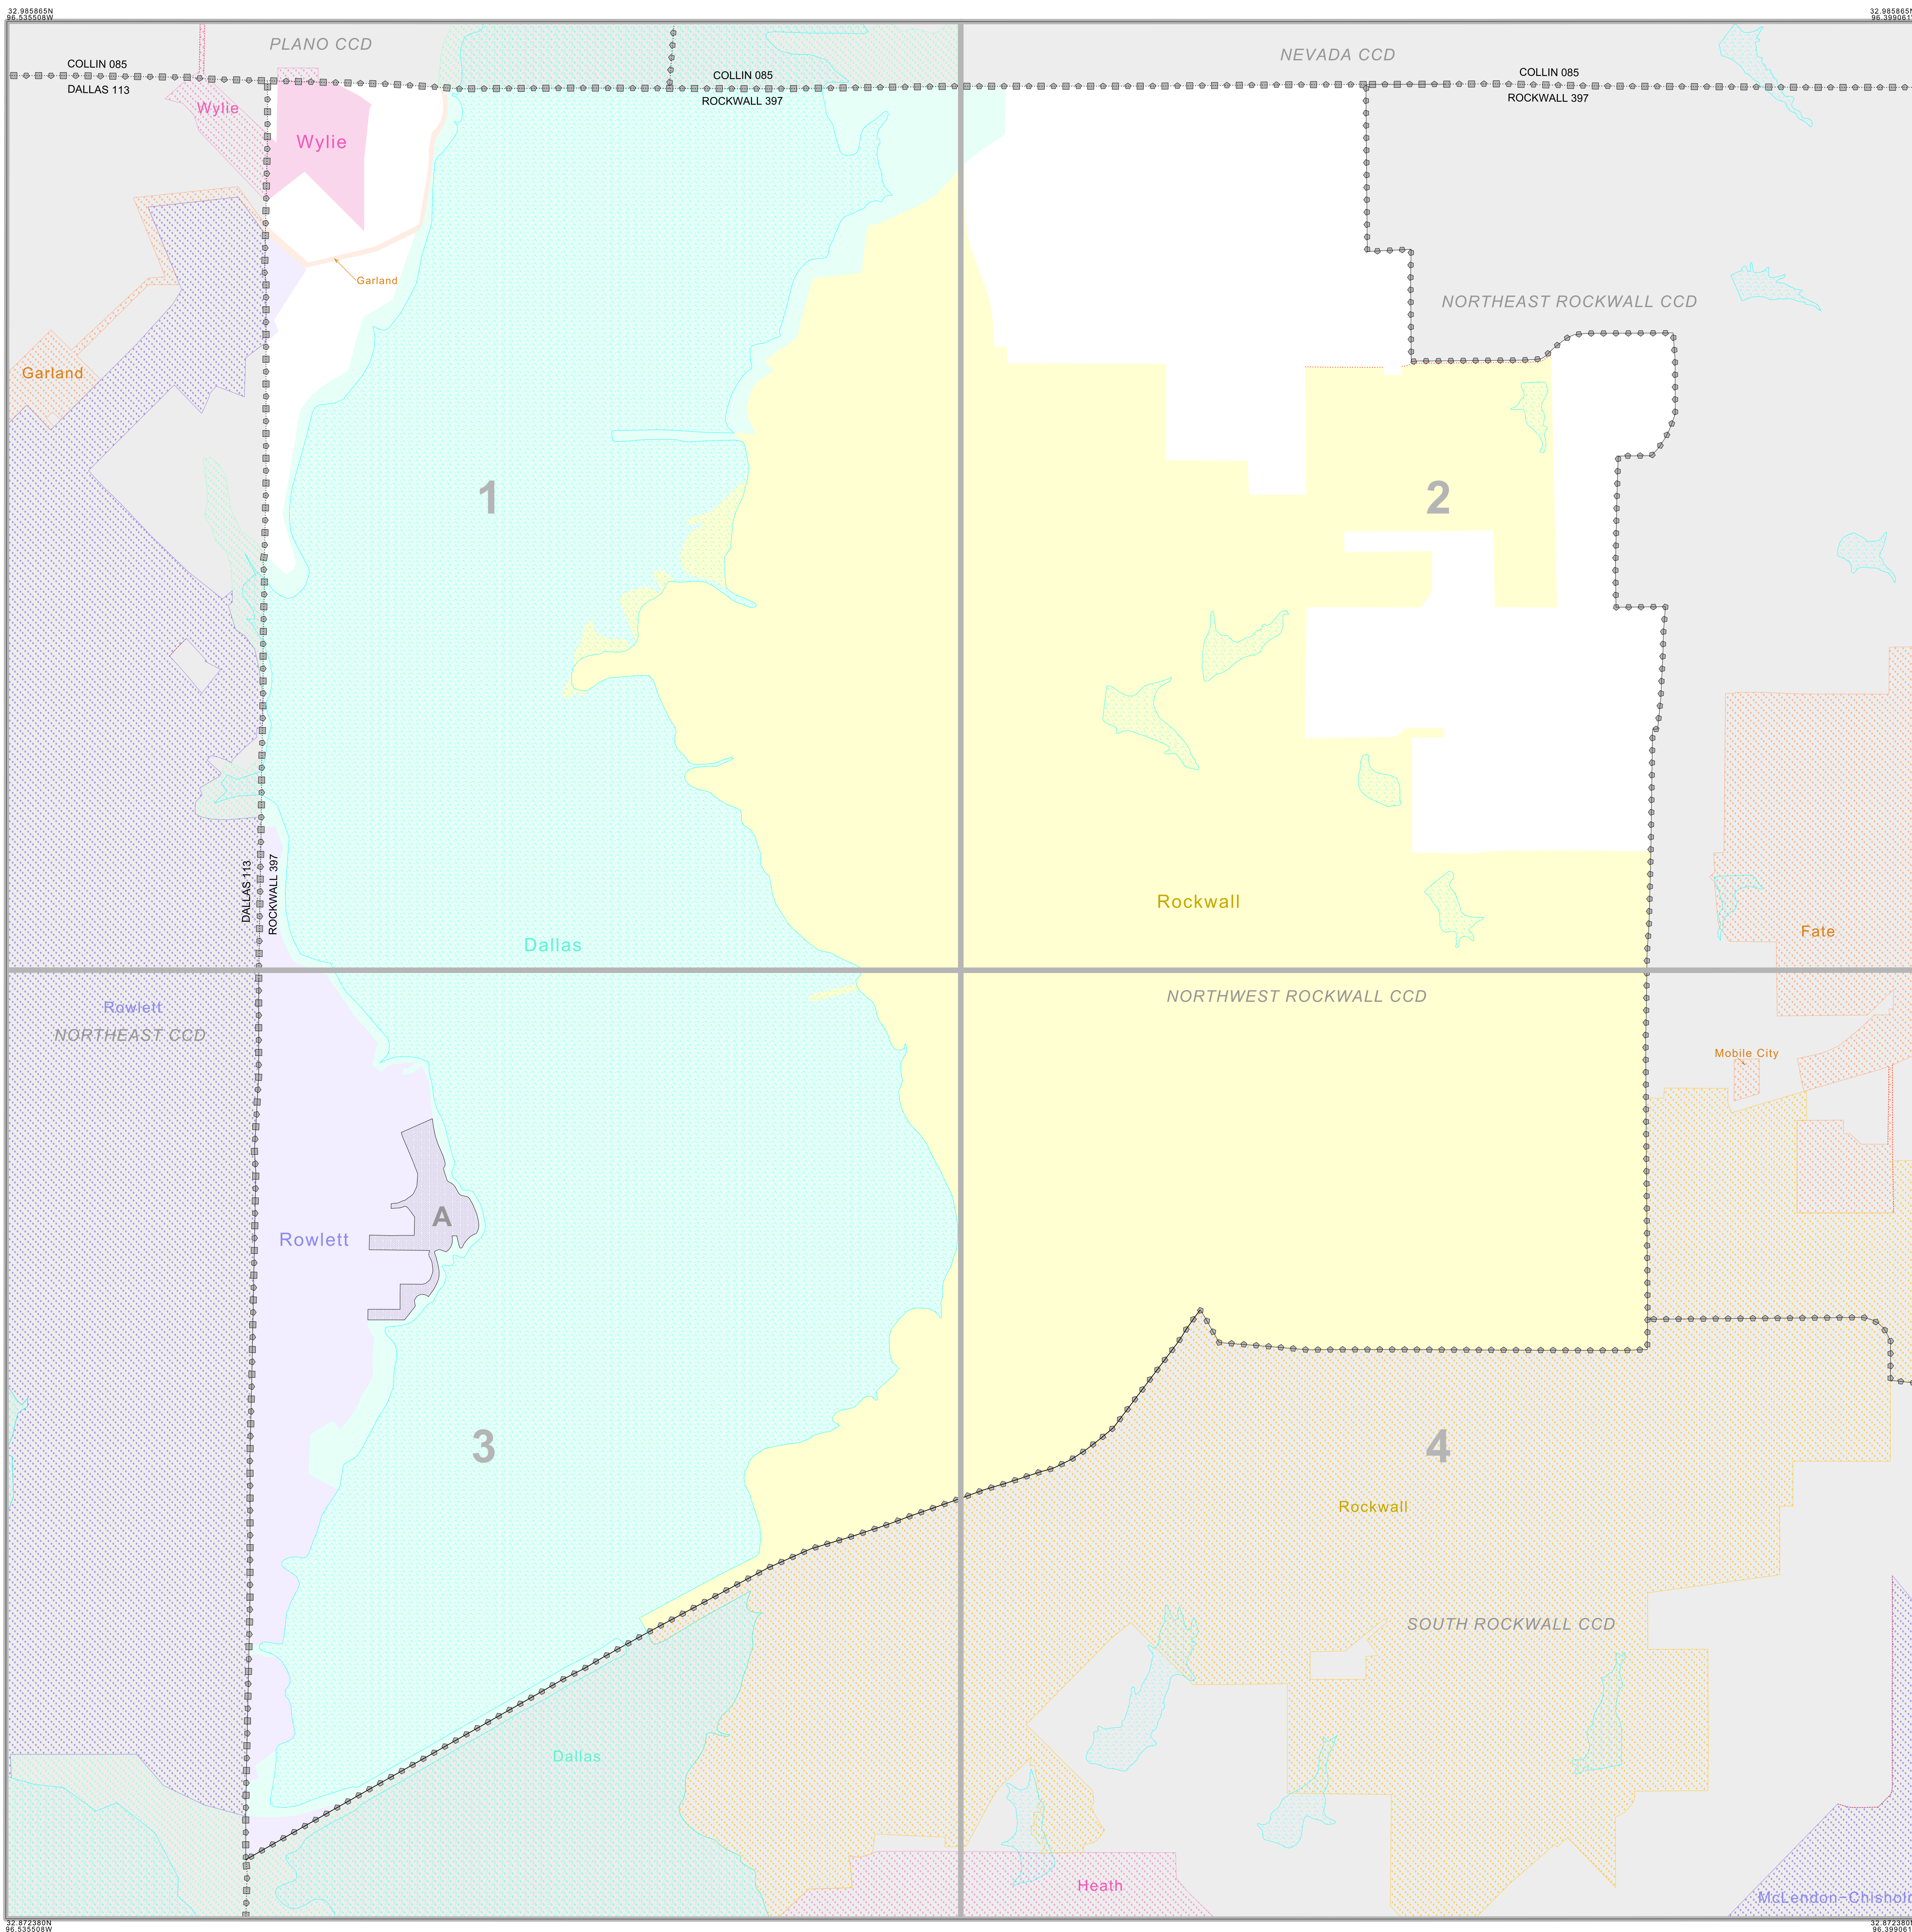 32.985865N
96.535508W
32.985865N
96.399061
PLANO CCD
NEVADA CCD
COLLIN 085
DALLAS 113
COLLIN 085
ROCKWALL 397
COLLIN 085
ROCKWALL 397
Wylie
Wylie
Garland
NORTHEAST ROCKWALL CCD
Garland
1
2
DALLAS 113
ROCKWALL 397
Rockwall
Fate
Dallas
NORTHWEST ROCKWALL CCD
Rowlett
NORTHEAST CCD
Mobile City
A
Rowlett
3
4
Rockwall
SOUTH ROCKWALL CCD
Dallas
Heath
McLendon-Chishol
32.872380N
96.535508W
32.872380N
96.399061